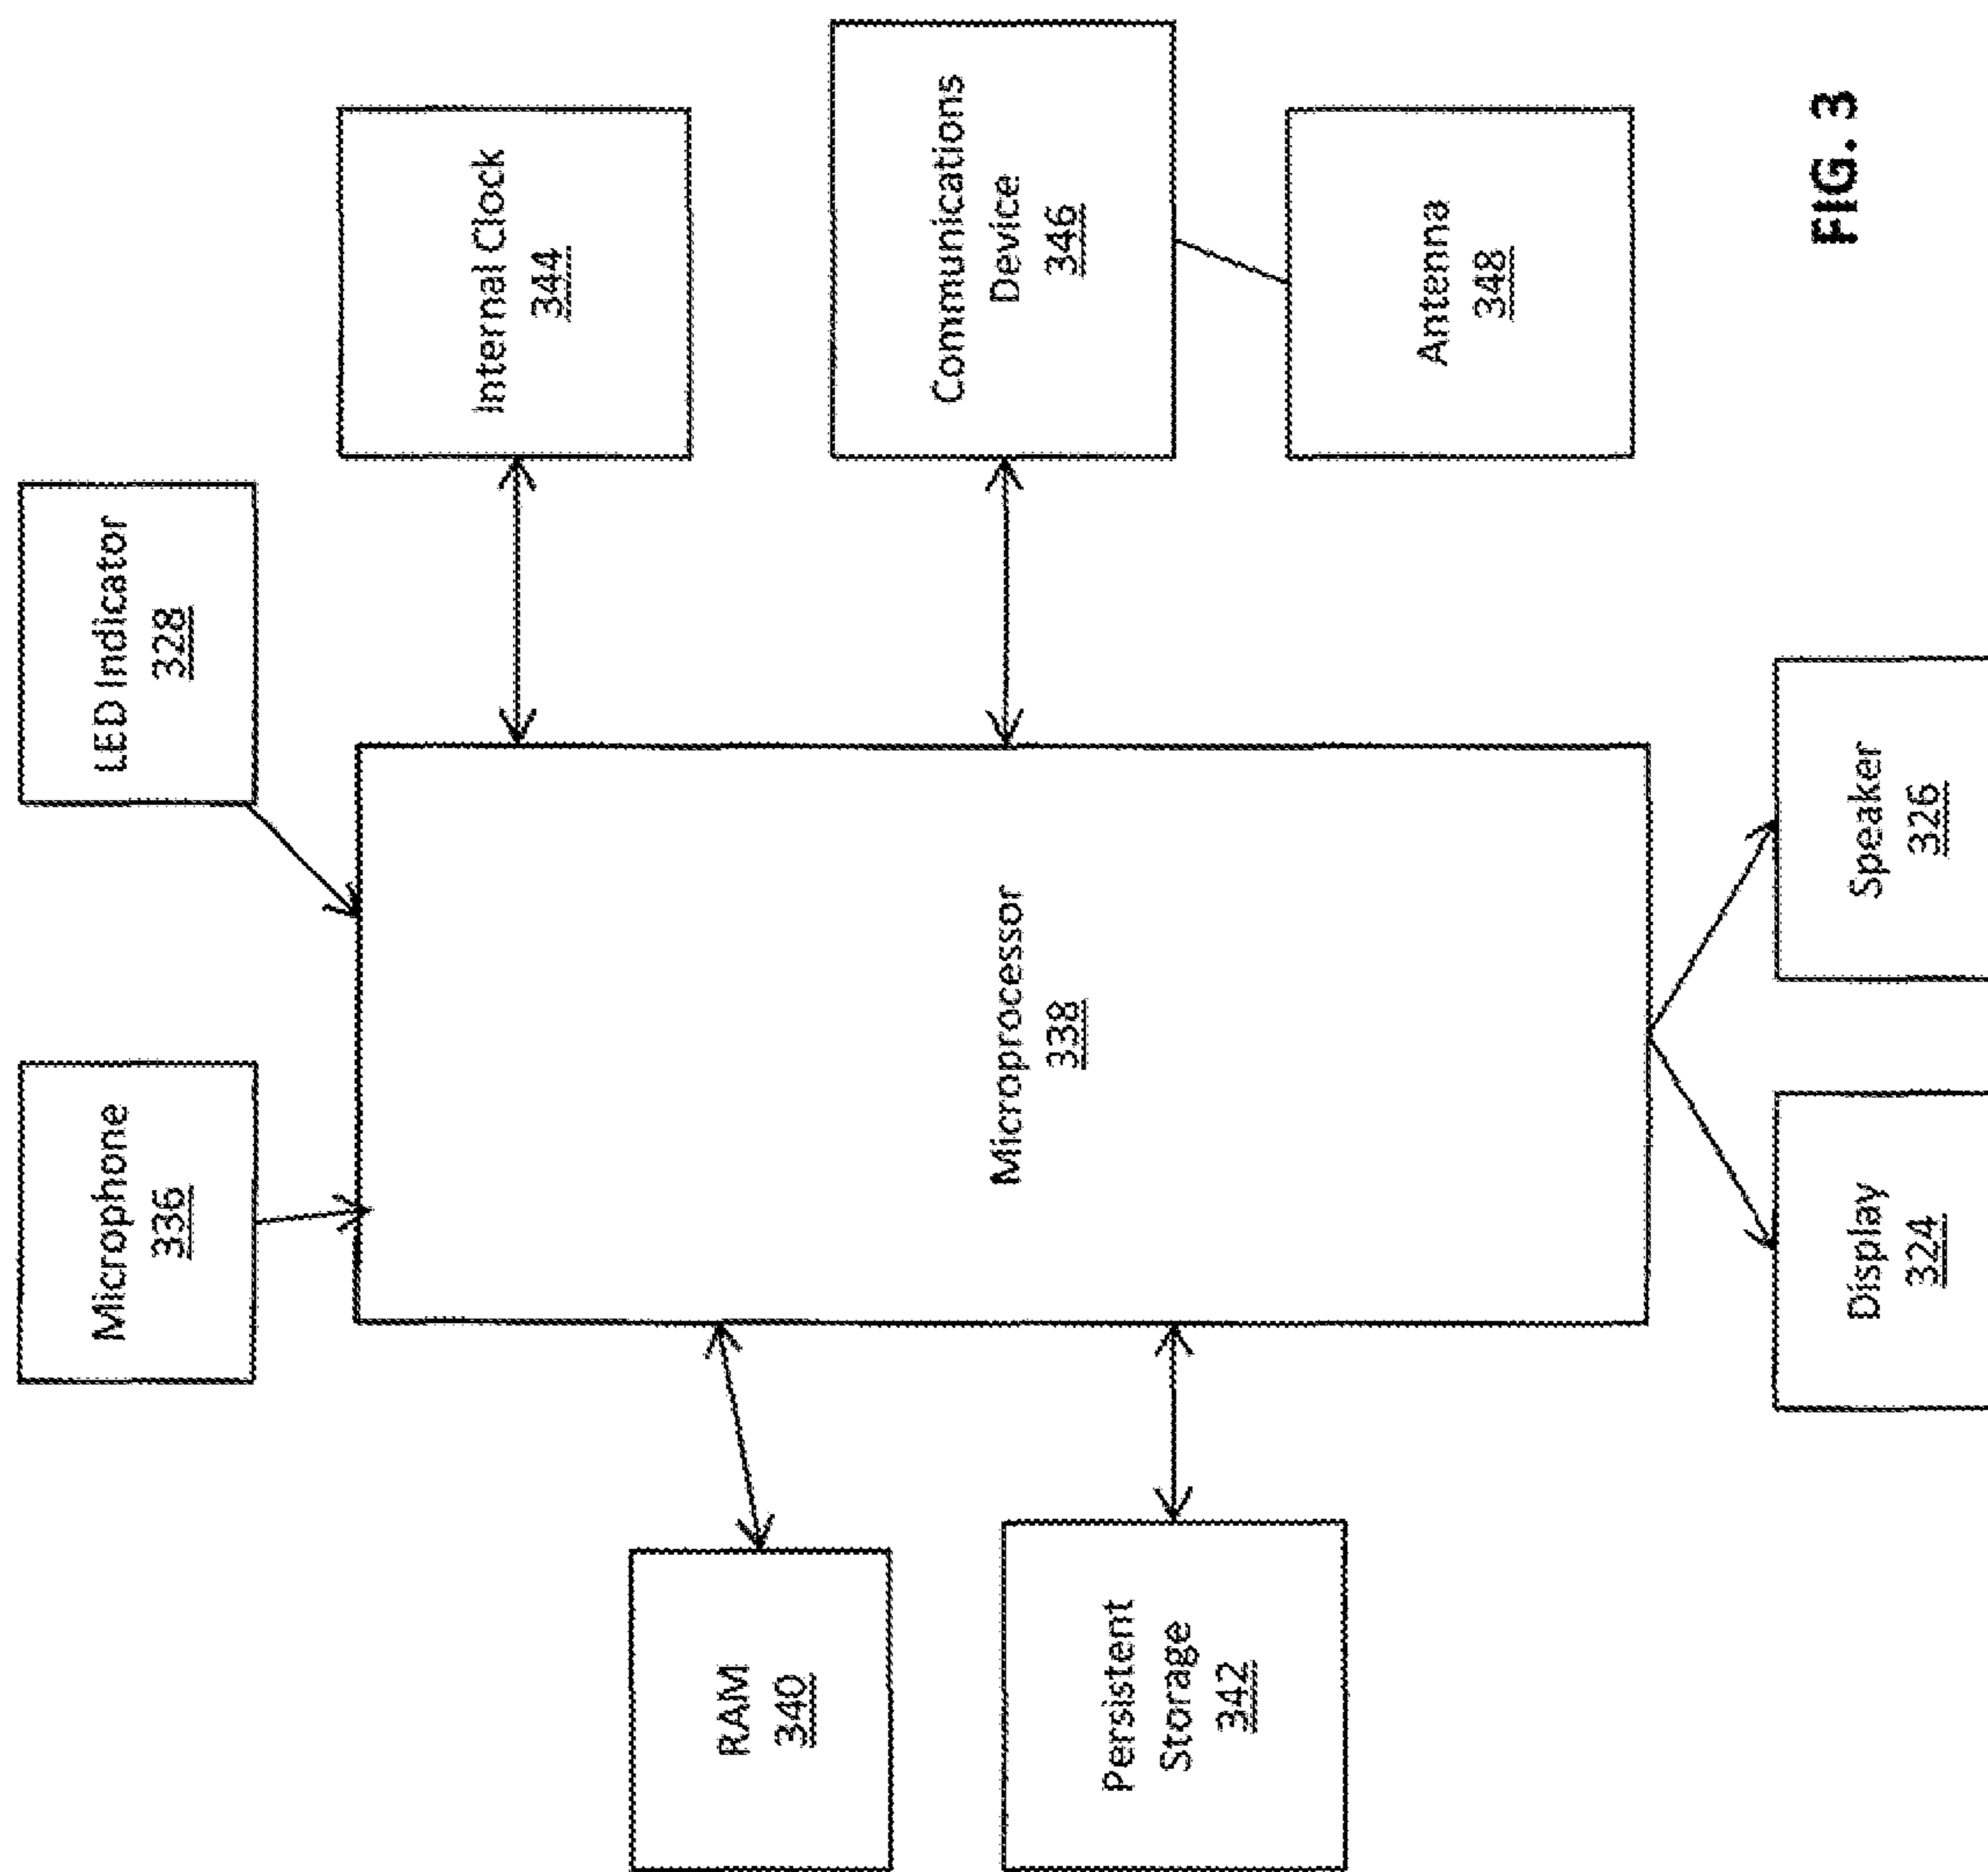 Microphone
336
LED Indicator
328
RAM
340
Persistent
Storage
342
Microprocessor
338
Internal Clock
344
Communications
Device
346
Antenna
348
Display
324
Speaker
326
FIG. 3